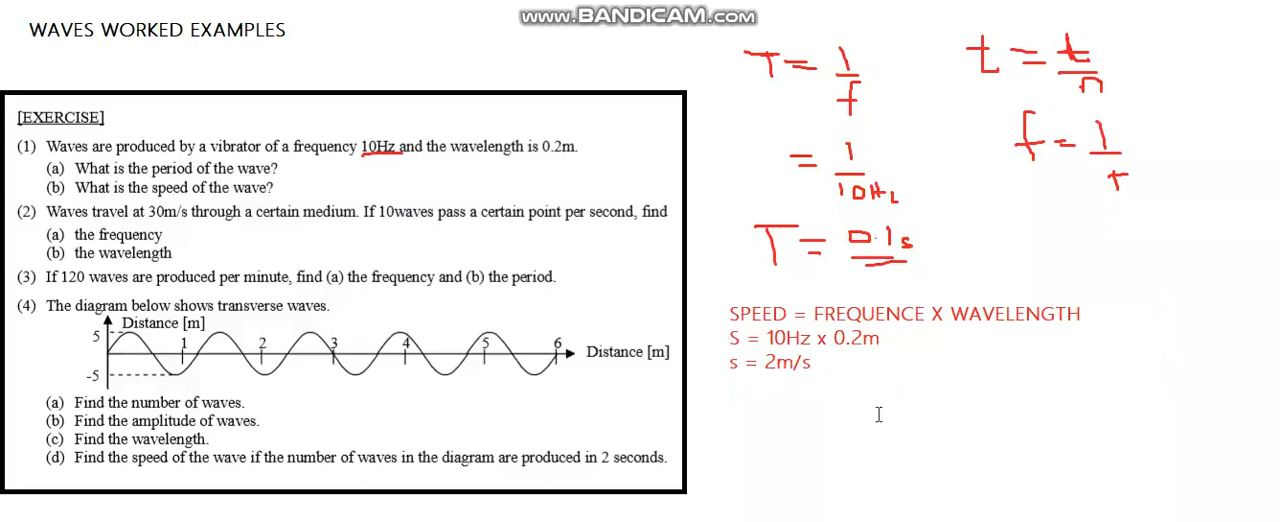 www.BANDICAM.com
WAVES WORKED EXAMPLES
[EXERCISE]
(1) Waves are produced by a vibrator of a frequency 10Hz and the wavelength is 0.2m.
(a) What is the period of the wave?
(b) What is the speed of the wave?
(2) Waves travel at 30m/s through a certain medium. If 10waves pass a certain point per second, find
(a) the frequency
(b) the wavelength
(3) If 120 waves are produced per minute, find (a) the frequency and (b) the period.
(4) The diagram below shows transverse waves.
Distance [m]
5
1 2 3 4 5 6
Distance [m]
-5
(a) Find the number of waves.
(b) Find the amplitude of waves.
(c) Find the wavelength.
(d) Find the speed of the wave if the number of waves in the diagram are produced in 2 seconds.
T = 1/f
= 1/10Hz
T = 0.1s
t = t/n
f = 1/T
SPEED = FREQUENCE X WAVELENGTH
S = 10Hz x 0.2m
s = 2m/s